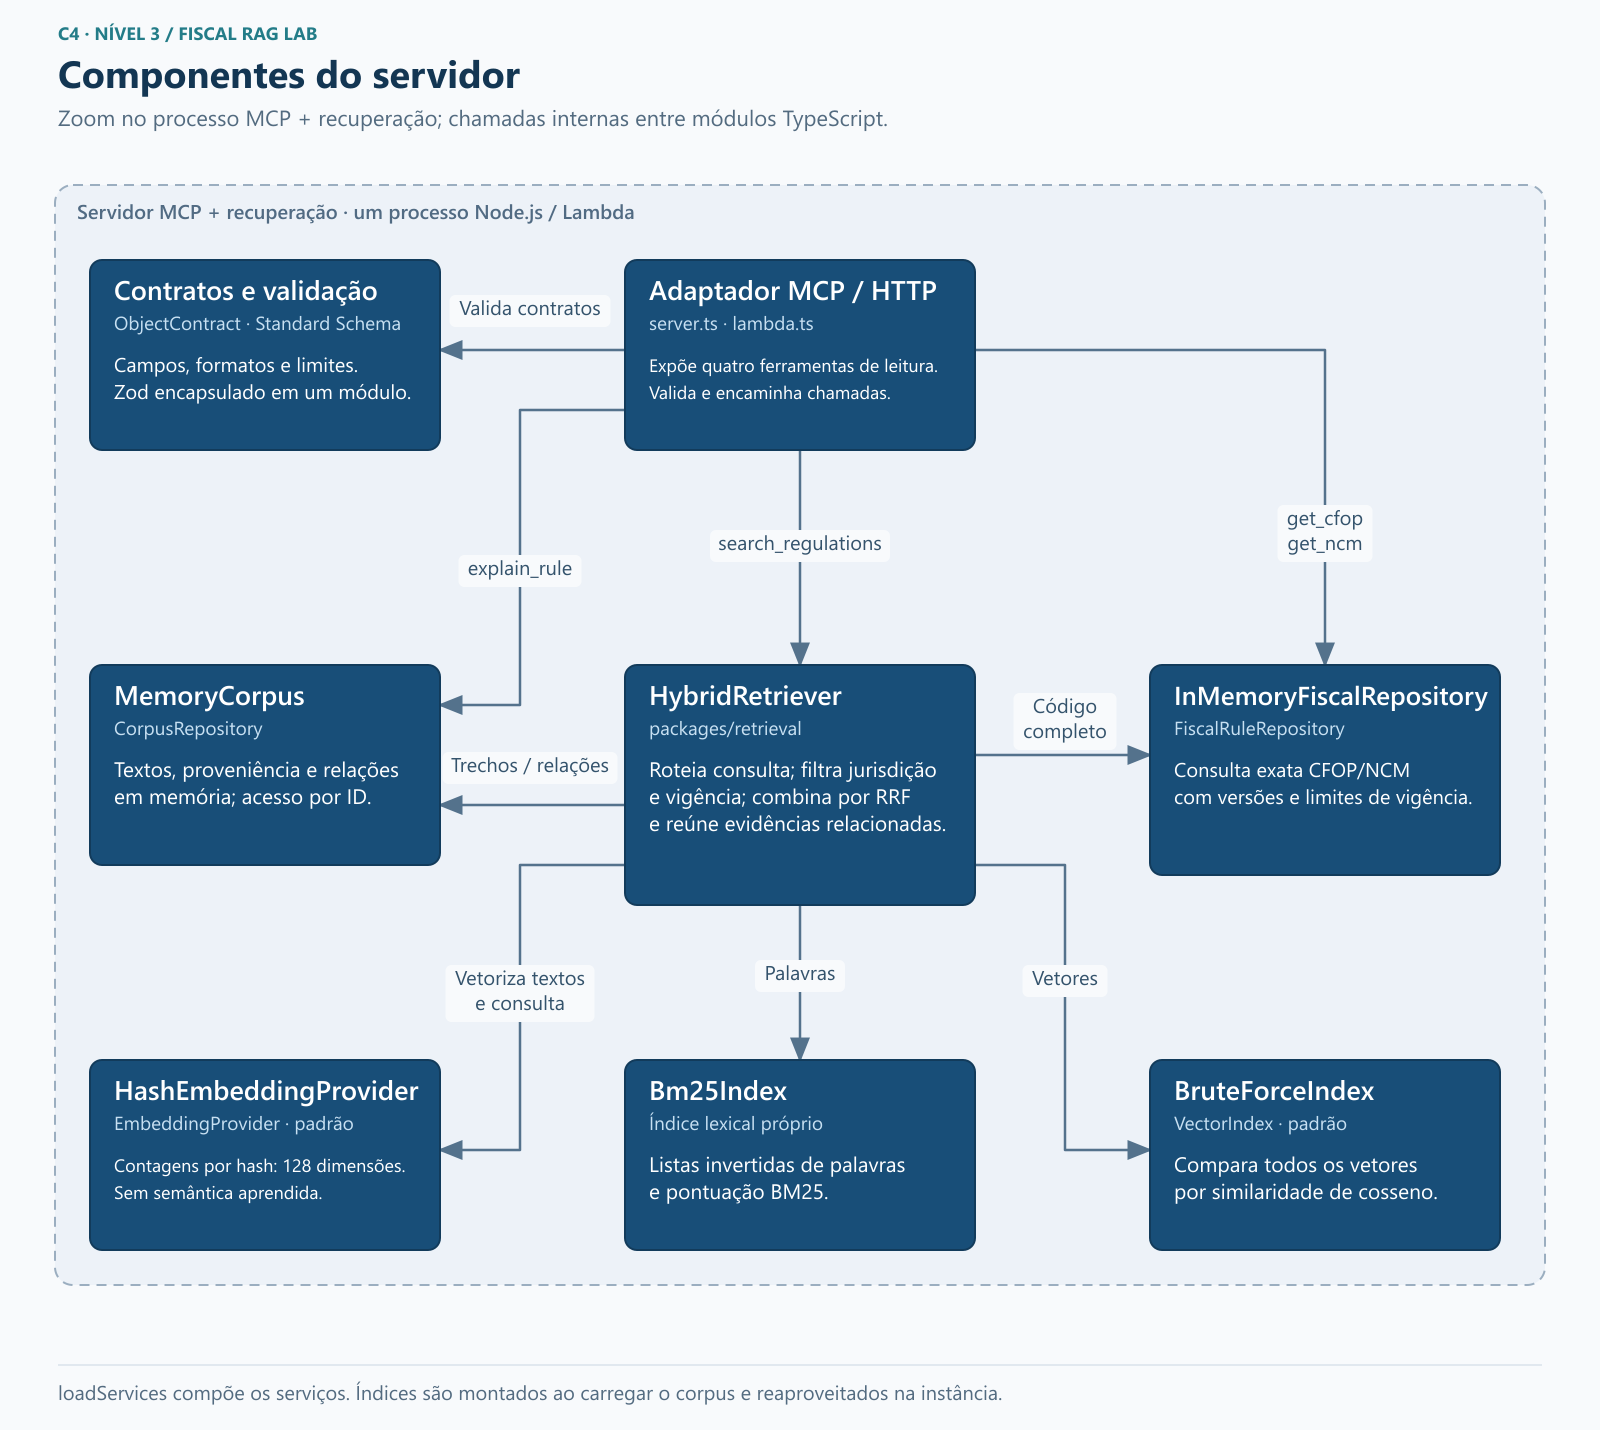 C4 · NÍVEL 3 / FISCAL RAG LAB
Componentes do servidor
Zoom no processo MCP + recuperação; chamadas internas entre módulos TypeScript.
Servidor MCP + recuperação · um processo Node.js / Lambda
Contratos e validação
ObjectContract · Standard Schema
Campos, formatos e limites.
Zod encapsulado em um módulo.
Valida contratos
Adaptador MCP / HTTP
server.ts · lambda.ts
Expõe quatro ferramentas de leitura.
Valida e encaminha chamadas.
explain_rule
search_regulations
get_cfop
get_ncm
MemoryCorpus
CorpusRepository
Textos, proveniência e relações
em memória; acesso por ID.
Trechos / relações
HybridRetriever
packages/retrieval
Roteia consulta; filtra jurisdição
e vigência; combina por RRF
e reúne evidências relacionadas.
Código
completo
InMemoryFiscalRepository
FiscalRuleRepository
Consulta exata CFOP/NCM
com versões e limites de vigência.
Vetoriza textos
e consulta
Palavras
Vetores
HashEmbeddingProvider
EmbeddingProvider · padrão
Contagens por hash: 128 dimensões.
Sem semântica aprendida.
Bm25Index
Índice lexical próprio
Listas invertidas de palavras
e pontuação BM25.
BruteForceIndex
VectorIndex · padrão
Compara todos os vetores
por similaridade de cosseno.
loadServices compõe os serviços. Índices são montados ao carregar o corpus e reaproveitados na instância.